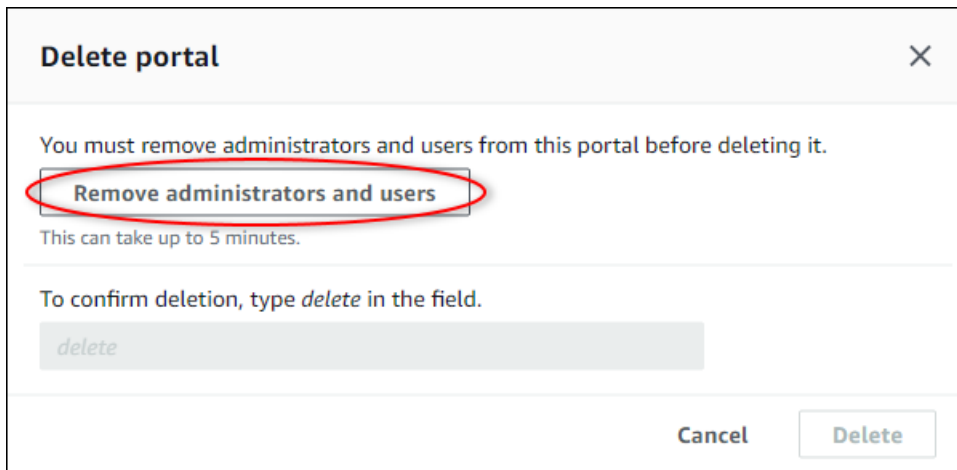 Delete portal
You must remove administrators and users from this portal before deleting it.
Remove administrators and users
This can take up to 5 minutes.
To confirm deletion, type delete in the field.
delete
Cancel
Delete